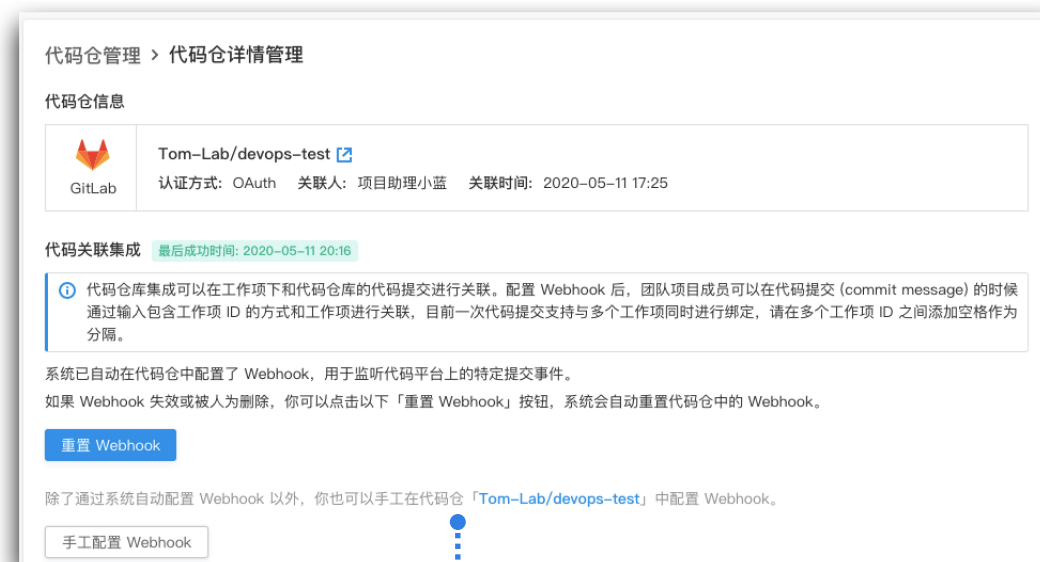 代码仓管理 > 代码仓详情管理
代码仓信息
Tom-Lab/devops-test
GitLab
认证方式: OAuth 关联人: 项目助理小蓝 关联时间: 2020-05-11 17:25
代码关联集成 最后成功时间: 2020-05-11 20:16
代码仓库集成可以在工作项下和代码仓库的代码提交进行关联。配置 Webhook 后，团队项目成员可以在代码提交 (commit message) 的时候
通过输入包含工作项 ID 的方式和工作项进行关联，目前一次代码提交支持与多个工作项同时进行绑定，请在多个工作项 ID 之间添加空格作为
分隔。
系统已自动在代码仓中配置了 Webhook，用于监听代码平台上的特定提交事件。
如果 Webhook 失效或被人为删除，你可以点击以下「重置 Webhook」按钮，系统会自动重置代码仓中的 Webhook。
重置 Webhook
除了通过系统自动配置 Webhook 以外，你也可以手工在代码仓「Tom-Lab/devops-test」中配置 Webhook。
手工配置 Webhook